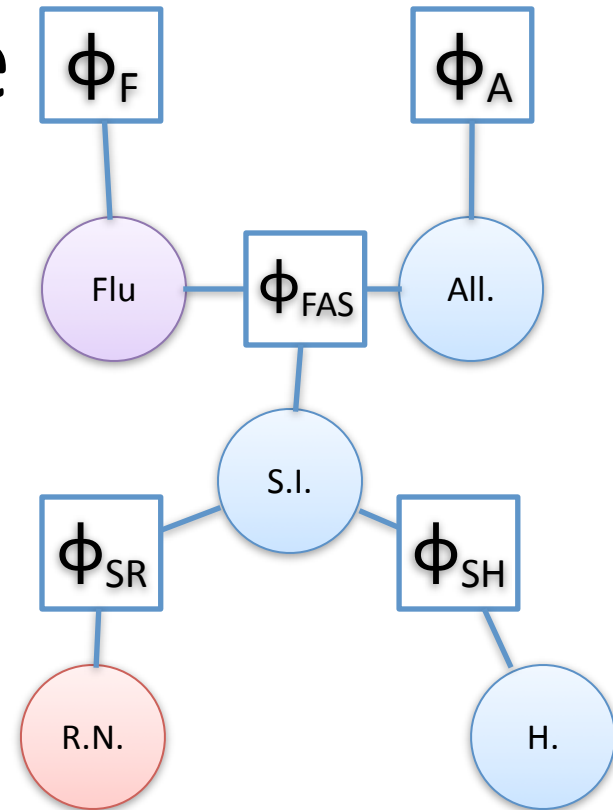 e
ϕF
ϕA
Flu
ϕFAS
All.
S.I.
ϕSR
ϕSH
R.N.
H.